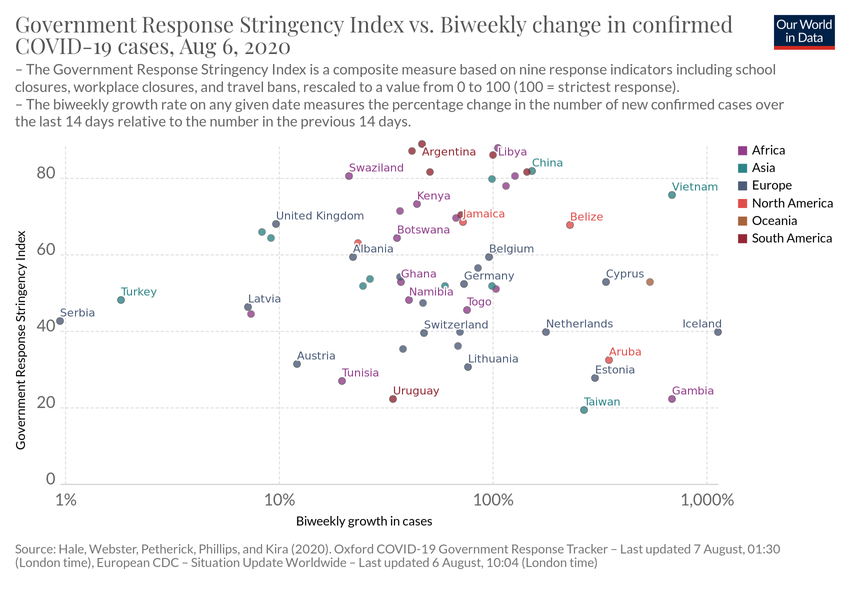 Government Response Stringency Index vs. Biweekly change in confirmed
COVID-19 cases, Aug 6, 2020
Our World
in Data
– The Government Response Stringency Index is a composite measure based on nine response indicators including school
closures, workplace closures, and travel bans, rescaled to a value from 0 to 100 (100 = strictest response).
– The biweekly growth rate on any given date measures the percentage change in the number of new confirmed cases over
the last 14 days relative to the number in the previous 14 days.
Government Response Stringency Index
80
60
40
20
0
Argentina
Libya
China
Swaziland
Vietnam
Kenya
United Kingdom
Jamaica
Belize
Botswana
Albania
Belgium
Ghana
Germany
Cyprus
Turkey
Namibia
Latvia
Togo
Serbia
Switzerland
Netherlands
Iceland
Austria
Lithuania
Aruba
Tunisia
Estonia
Uruguay
Gambia
Taiwan
1%
10%
100%
1,000%
Biweekly growth in cases
Africa
Asia
Europe
North America
Oceania
South America
Source: Hale, Webster, Petherick, Phillips, and Kira (2020). Oxford COVID-19 Government Response Tracker – Last updated 7 August, 01:30
(London time), European CDC – Situation Update Worldwide – Last updated 6 August, 10:04 (London time)